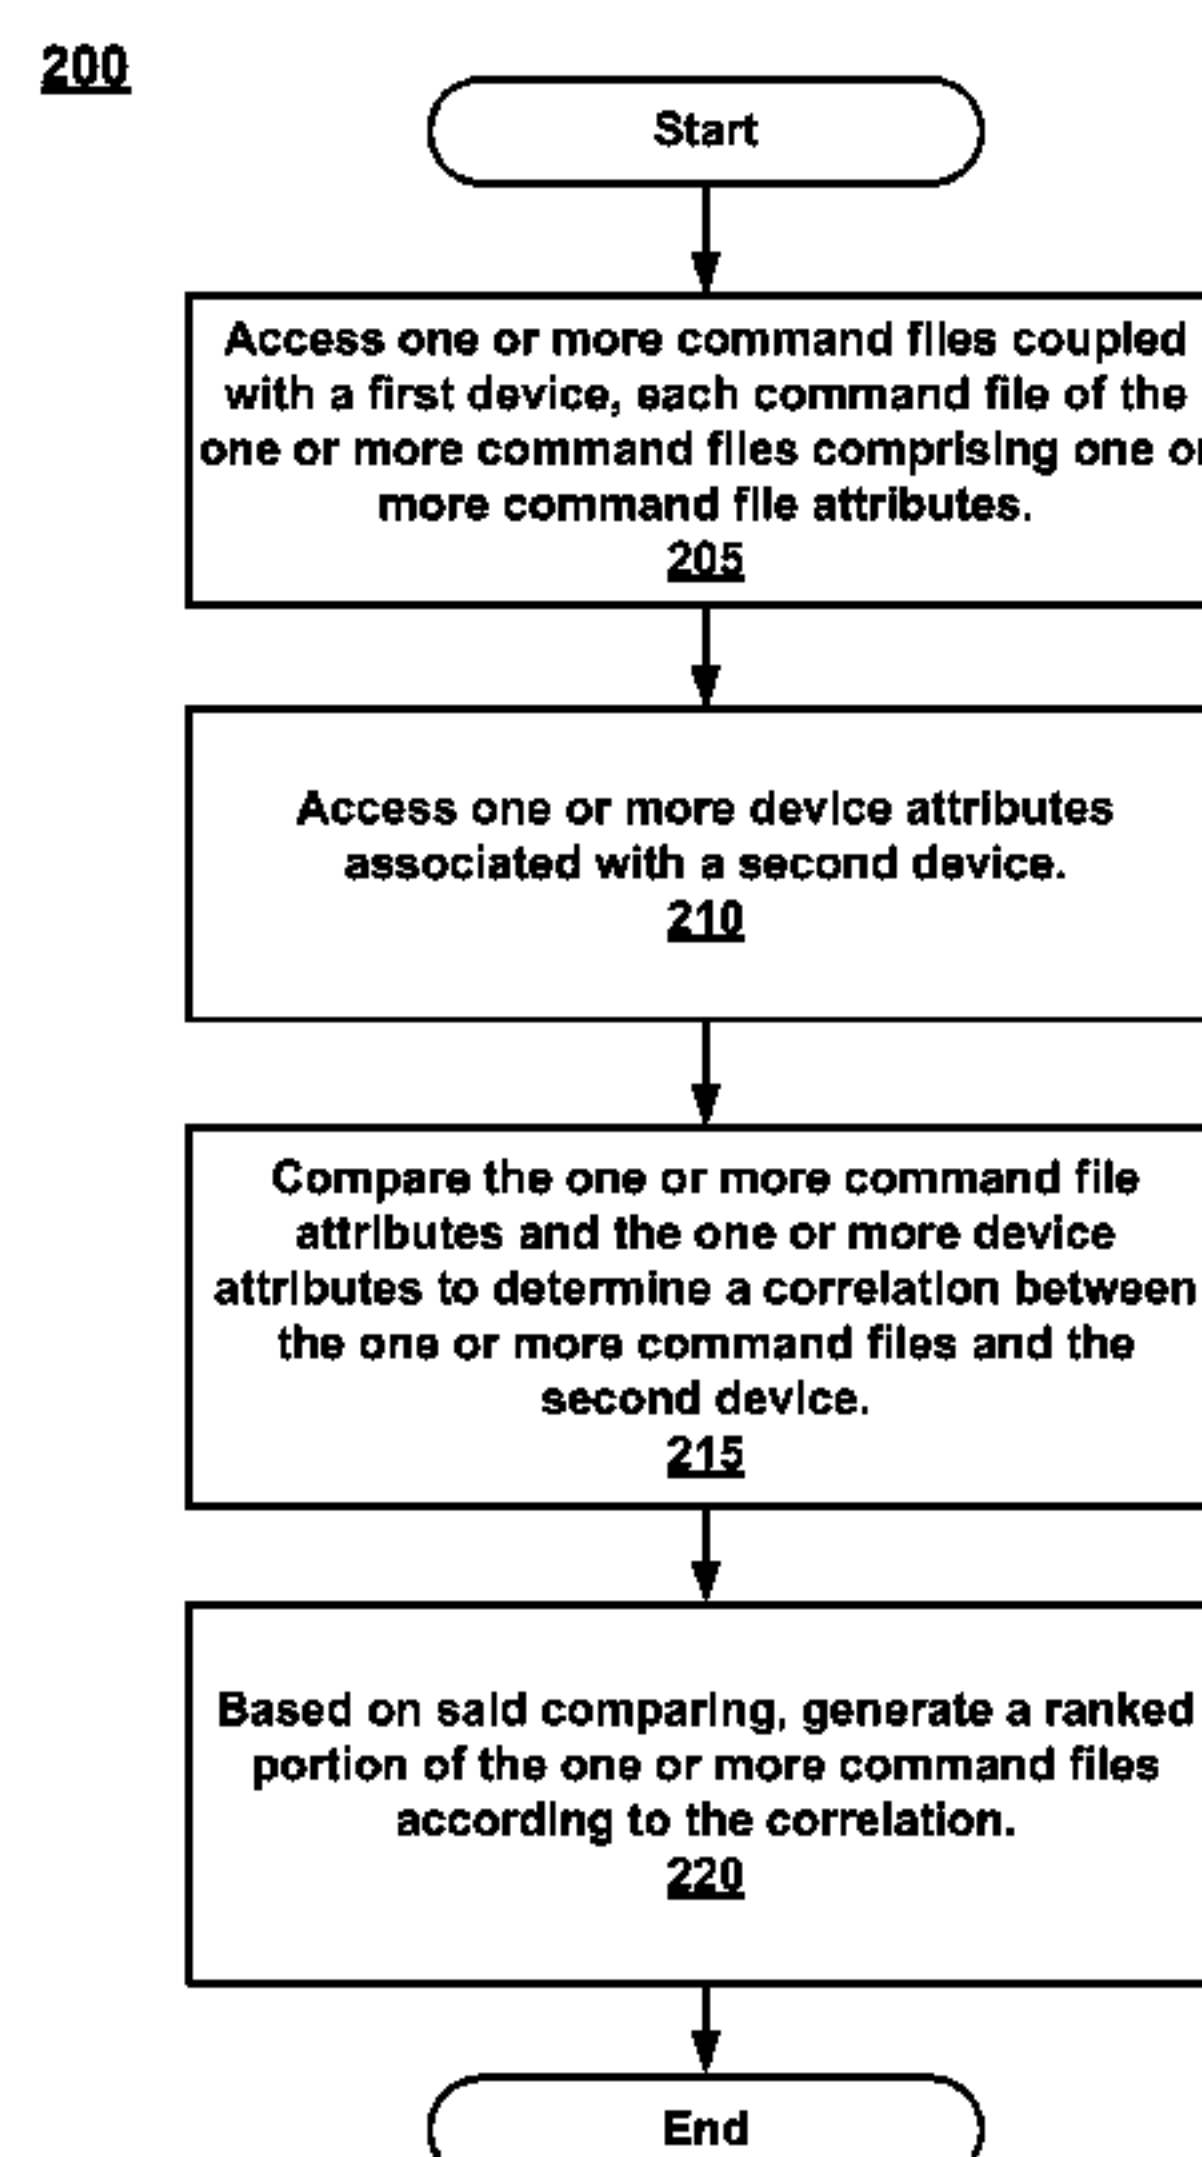 200
Start
Access one or more command files coupled
with a first device, each command file of the
one or more command files comprising one or
more command file attributes.
205
Access one or more device attributes
associated with a second device.
210
Compare the one or more command file
attributes and the one or more device
attributes to determine a correlation between
the one or more command files and the
second device.
215
Based on said comparing, generate a ranked
portion of the one or more command files
according to the correlation.
220
End